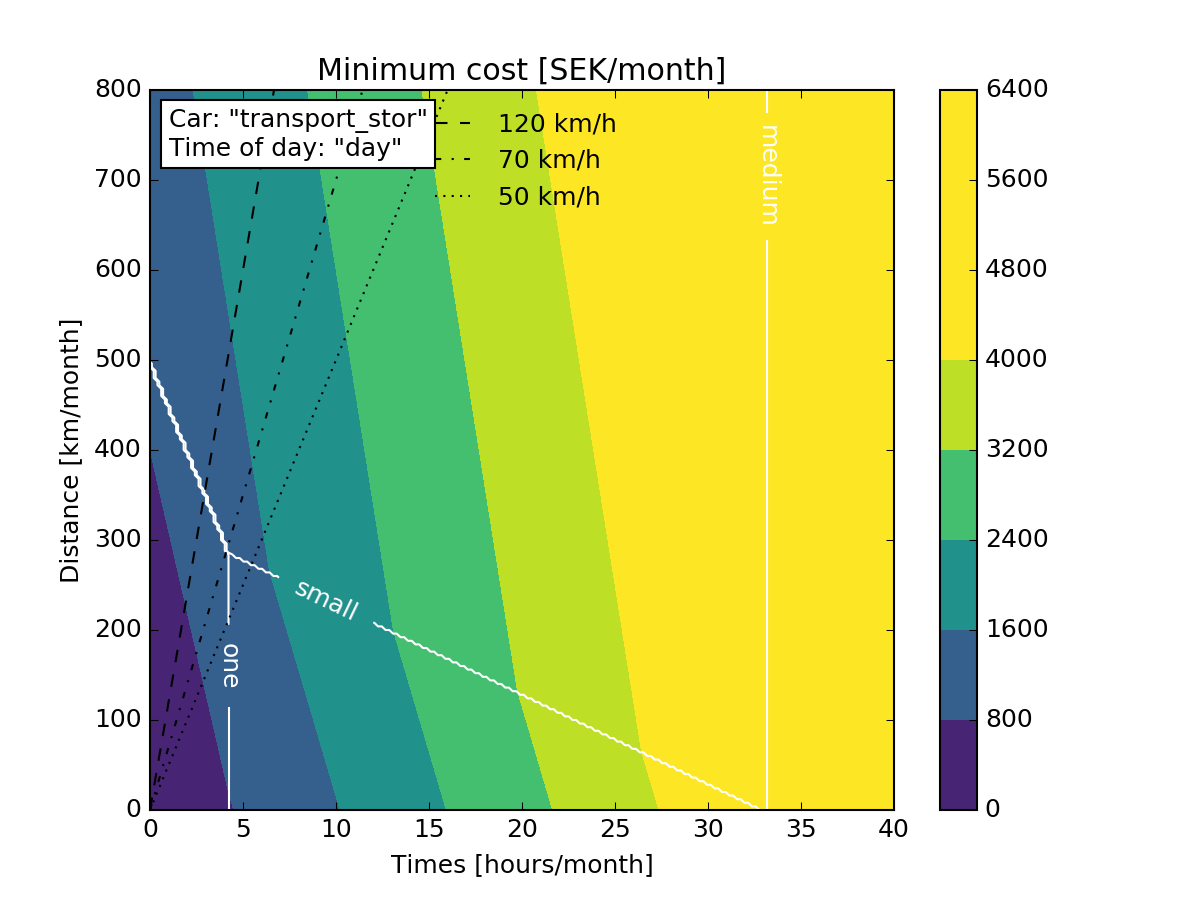 Minimum cost [SEK/month]
Car: "transport_stor"
Time of day: "day"
120 km/h
70 km/h
50 km/h
medium
small
one
Distance [km/month]
800
700
600
500
400
300
200
100
0
0 5 10 15 20 25 30 35 40
Times [hours/month]
6400
5600
4800
4000
3200
2400
1600
800
0